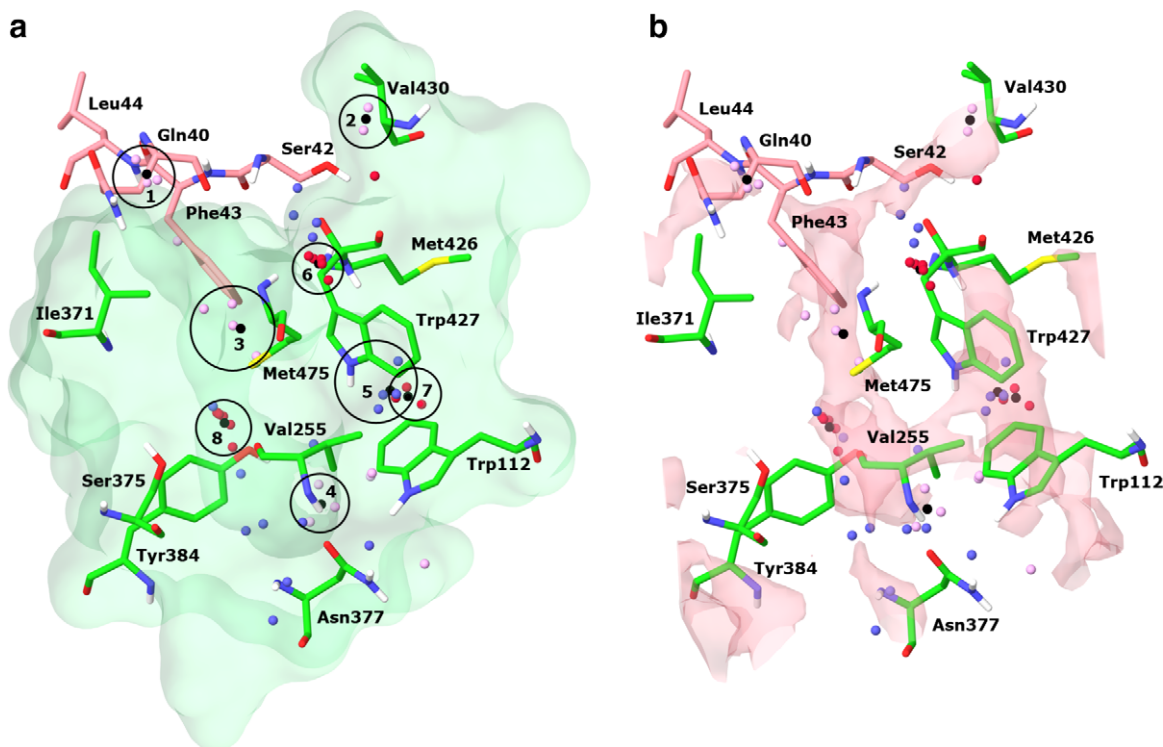 a
Val430
Leu44
2
Gln40
Ser42
1
Phe43
Met426
6
Ile371
3
Trp427
Met475
5
7
8
Val255
Trp112
Ser375
4
Tyr384
Asn377
b
Val430
Leu44
Gln40
Ser42
Phe43
Met426
Ile371
Trp427
Met475
Val255
Trp112
Ser375
Tyr384
Asn377